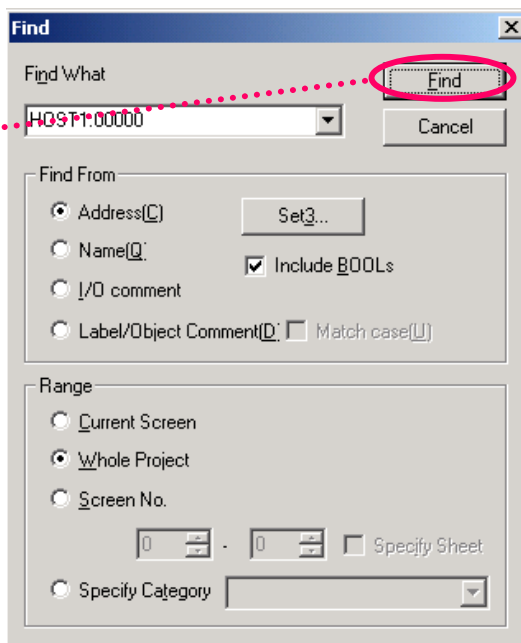 Find
Find What
Find
HOST1:00000
Cancel
Find From
Address(C)
Set3...
Name(Q)
Include BOOLs
I/O comment
Label/Object Comment(D)
Match case(U)
Range
Current Screen
Whole Project
Screen No.
0 - 0 Specify Sheet
Specify Category